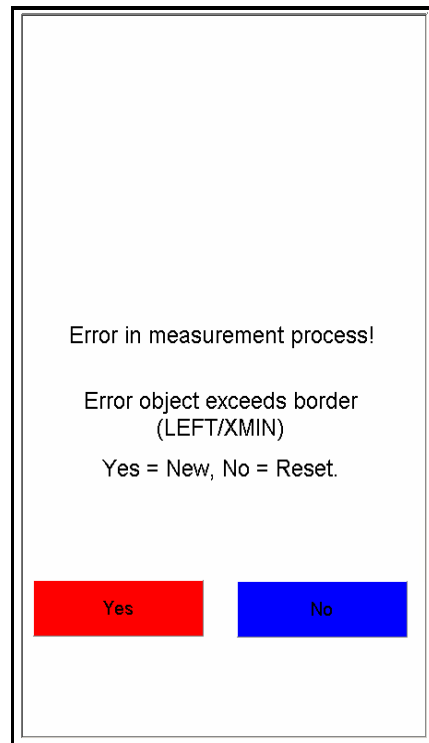 Error in measurement process!
Error object exceeds border
(LEFT/XMIN)
Yes = New, No = Reset.
Yes No